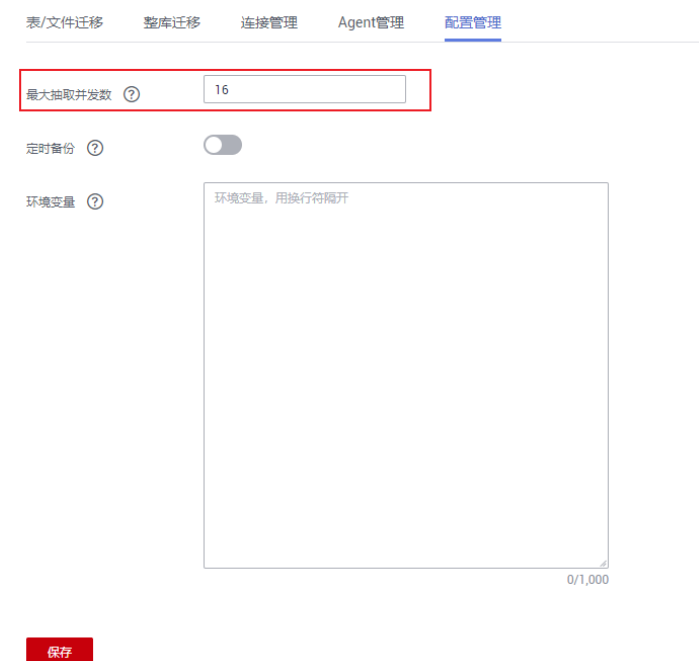 表/文件迁移 整库迁移 连接管理 Agent管理 配置管理
最大抽取并发数 ? 16
定时备份 ?
环境变量 ? 环境变量，用换行符隔开
0/1,000
保存